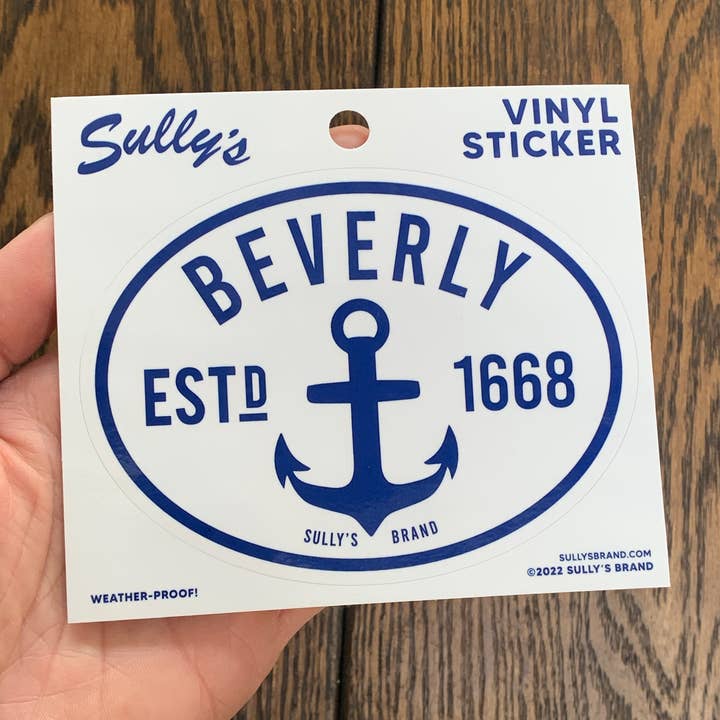 Sully's
VINYL
STICKER
BEVERLY
ESTD 1668
SULLY'S BRAND
WEATHER-PROOF!
SULLYSBRAND.COM
©2022 SULLY'S BRAND